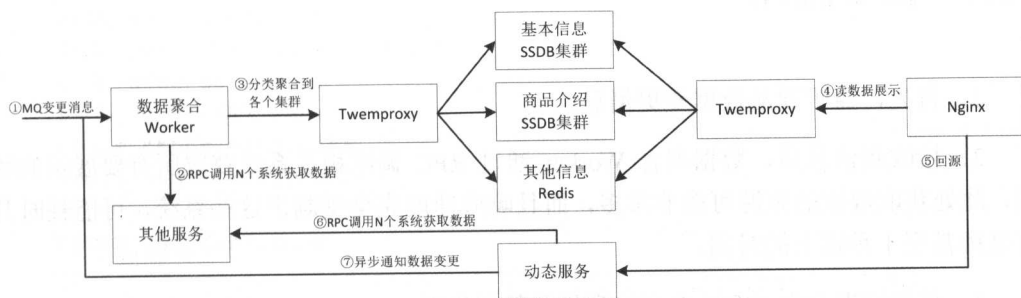 基本信息
SSDB集群
①MQ变更消息
数据聚合
Worker
③分类聚合到
各个集群
Twemproxy
商品介绍
SSDB集群
Twemproxy
④读数据展示
Nginx
②RPC调用N个系统获取数据
其他信息
Redis
⑤回源
其他服务
⑥RPC调用N个系统获取数据
⑦异步通知数据变更
动态服务